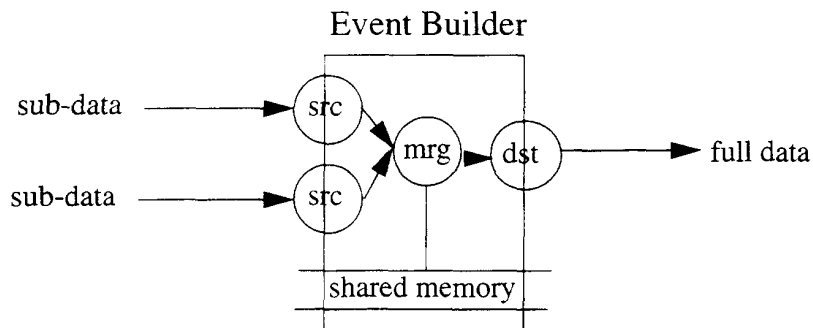 Event Builder
sub-data
src
mrg
dst
full data
sub-data
src
shared memory